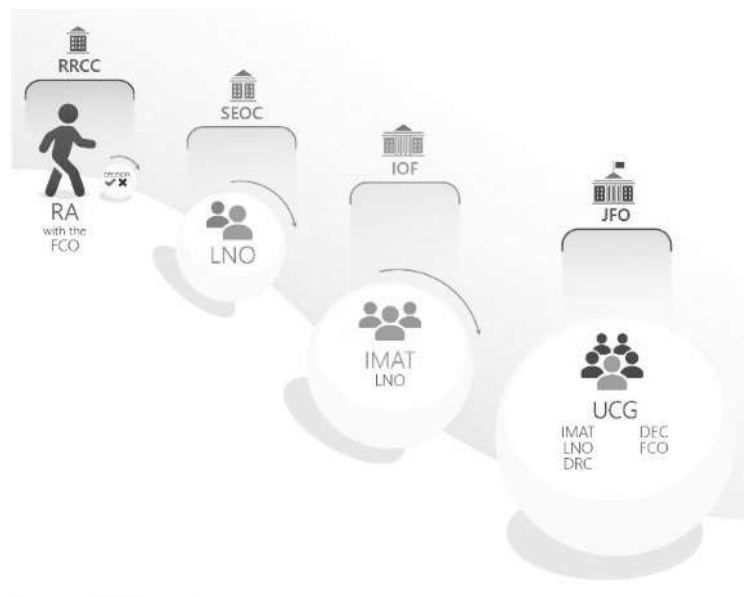 RRCC
DECISION
RA
with the
FCO
SEOC
LNO
IOF
IMAT
LNO
JFO
UCG
IMAT
LNO
DRC
DEC
FCO